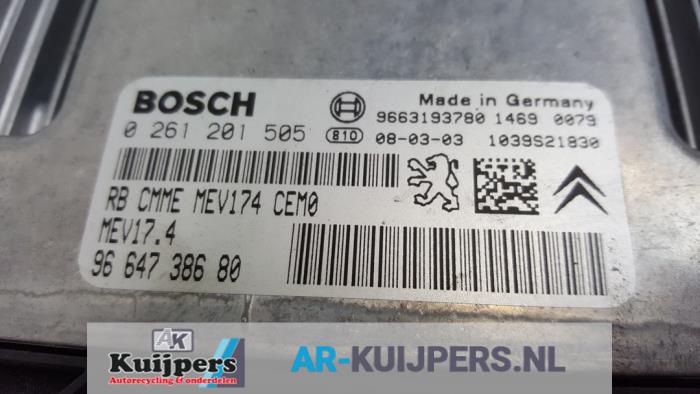 BOSCH
Made in Germany
9663193780 1469 0079
0 261 201 505 810 08-03-03 1039S21830
RB CMME MEV174 CEM0
MEV17.4
96 647 386 80
AK
Kuijpers
Autorecycling & onderdelen
AR-KUIJPERS.NL